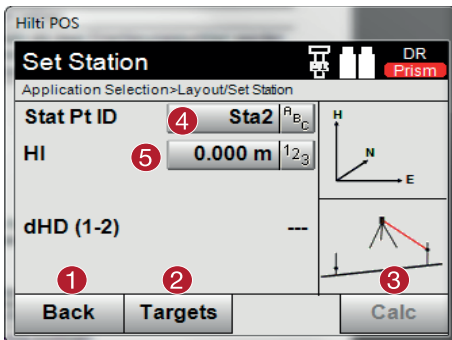 Hilti POS
Set Station DR
Prism
Application Selection>Layout/Set Station
Stat Pt ID 4 Sta2 ABC
HI 5 0.000 m 123
H
N
E
dHD (1-2) ---
1 2 3
Back Targets Calc